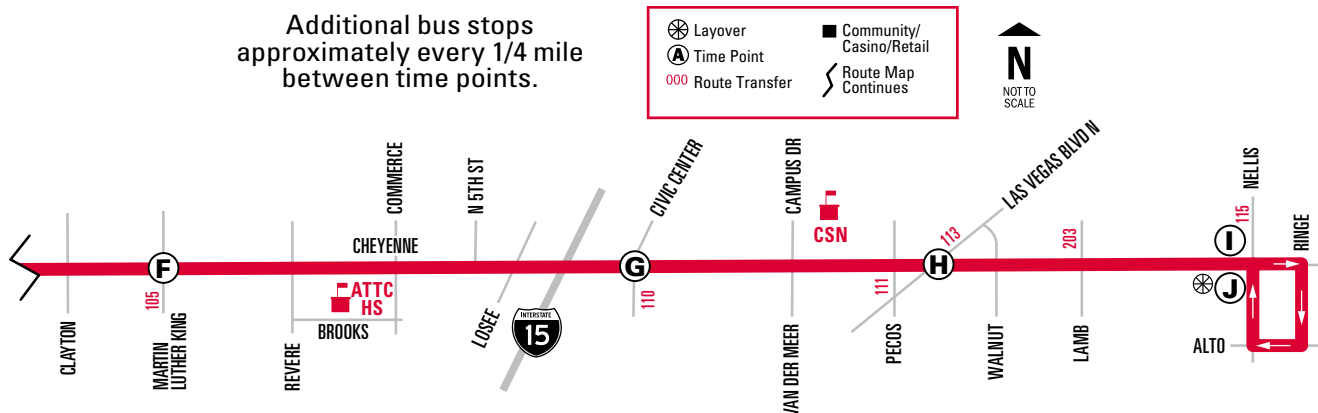 Additional bus stops
approximately every 1/4 mile
between time points.
Layover
A Time Point
000 Route Transfer
Community/
Casino/Retail
Route Map
Continues
N
NOT TO
SCALE
COMMERCE
N 5TH ST
CIVIC CENTER
CAMPUS DR
LAS VEGAS BLVD N
NELLIS
115
RINGE
CHEYENNE
CSN
113
203
F
G
H
I
J
105
ATTC
HS
110
111
BROOKS
LOSEE
INTERSTATE
15
ALTO
CLAYTON
MARTIN
LUTHER KING
REVERE
VAN DER MEER
PECOS
WALNUT
LAMB